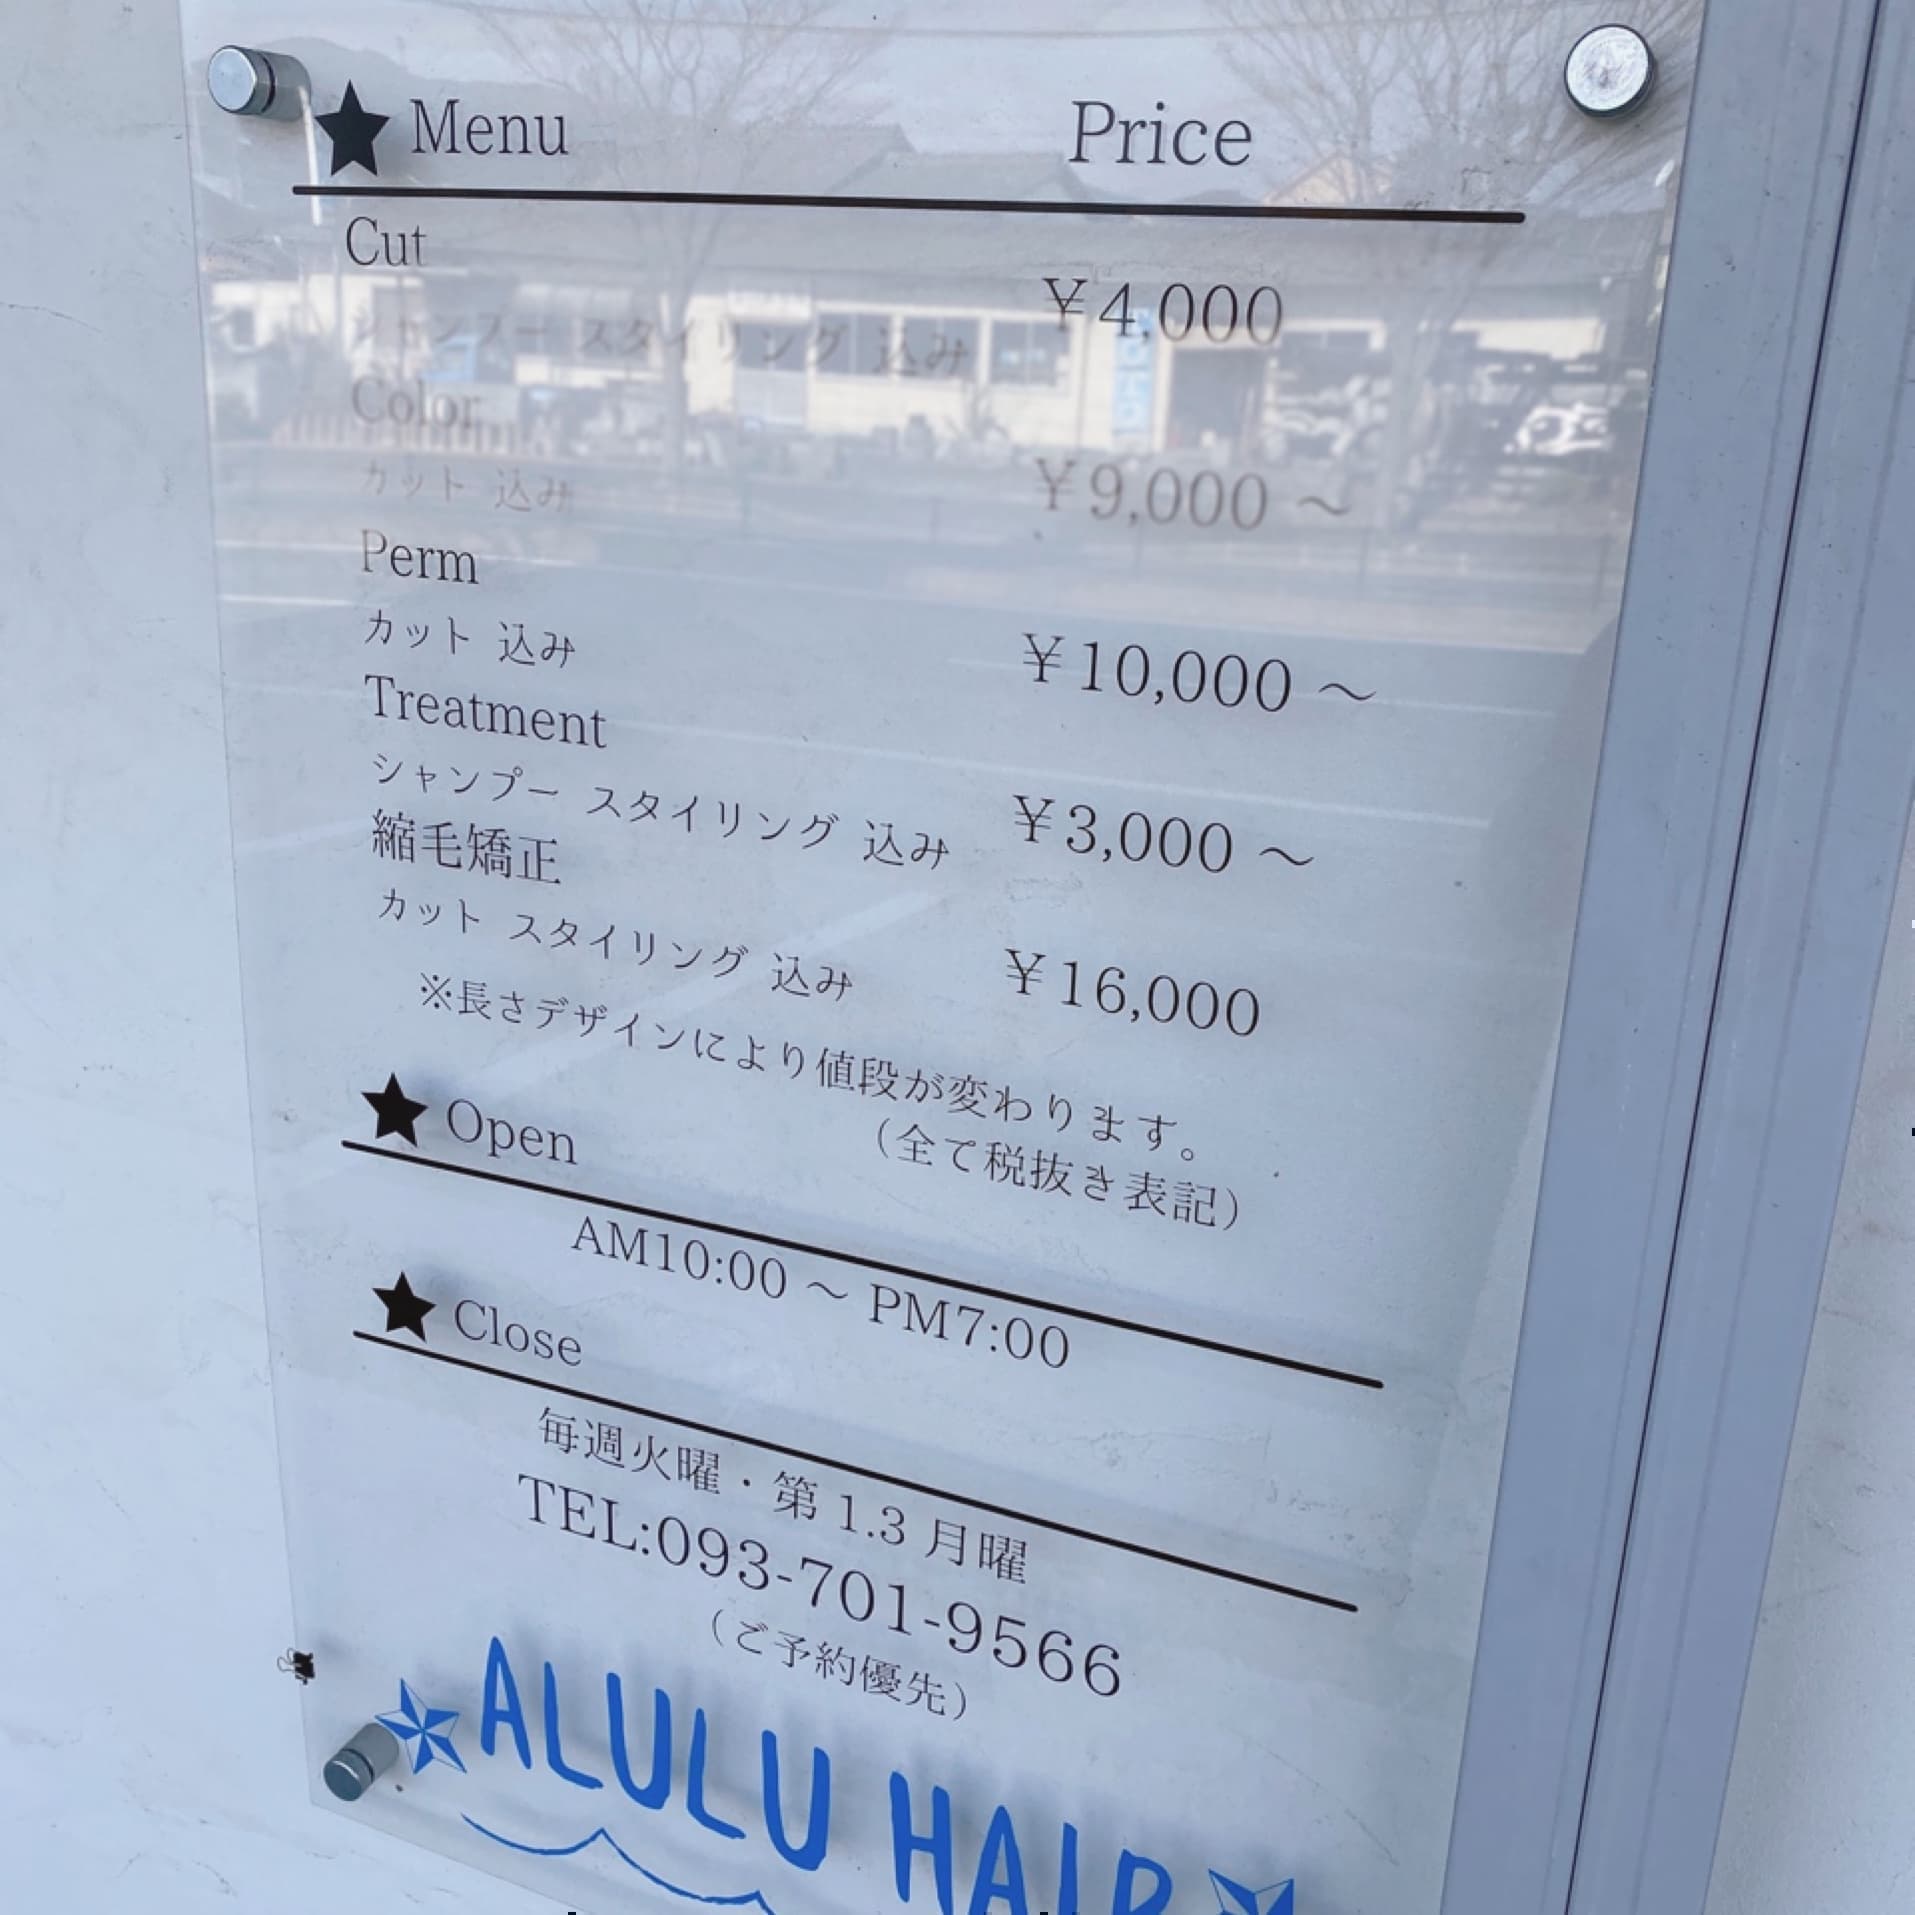 ★ Menu Price
Cut
¥4,000
シャンプー スタイリング 込み
Color
カット 込み ¥9,000 ～
Perm
カット 込み ¥10,000 ～
Treatment
シャンプー スタイリング 込み ¥3,000 ～
縮毛矯正
カット スタイリング 込み ¥16,000
※長さデザインにより値段が変わります。
（全て税抜き表記）
★ Open
AM10:00 ～ PM7:00
★ Close
毎週火曜・第 1.3 月曜
TEL:093-701-9566
（ご予約優先）
ALULU HAIR